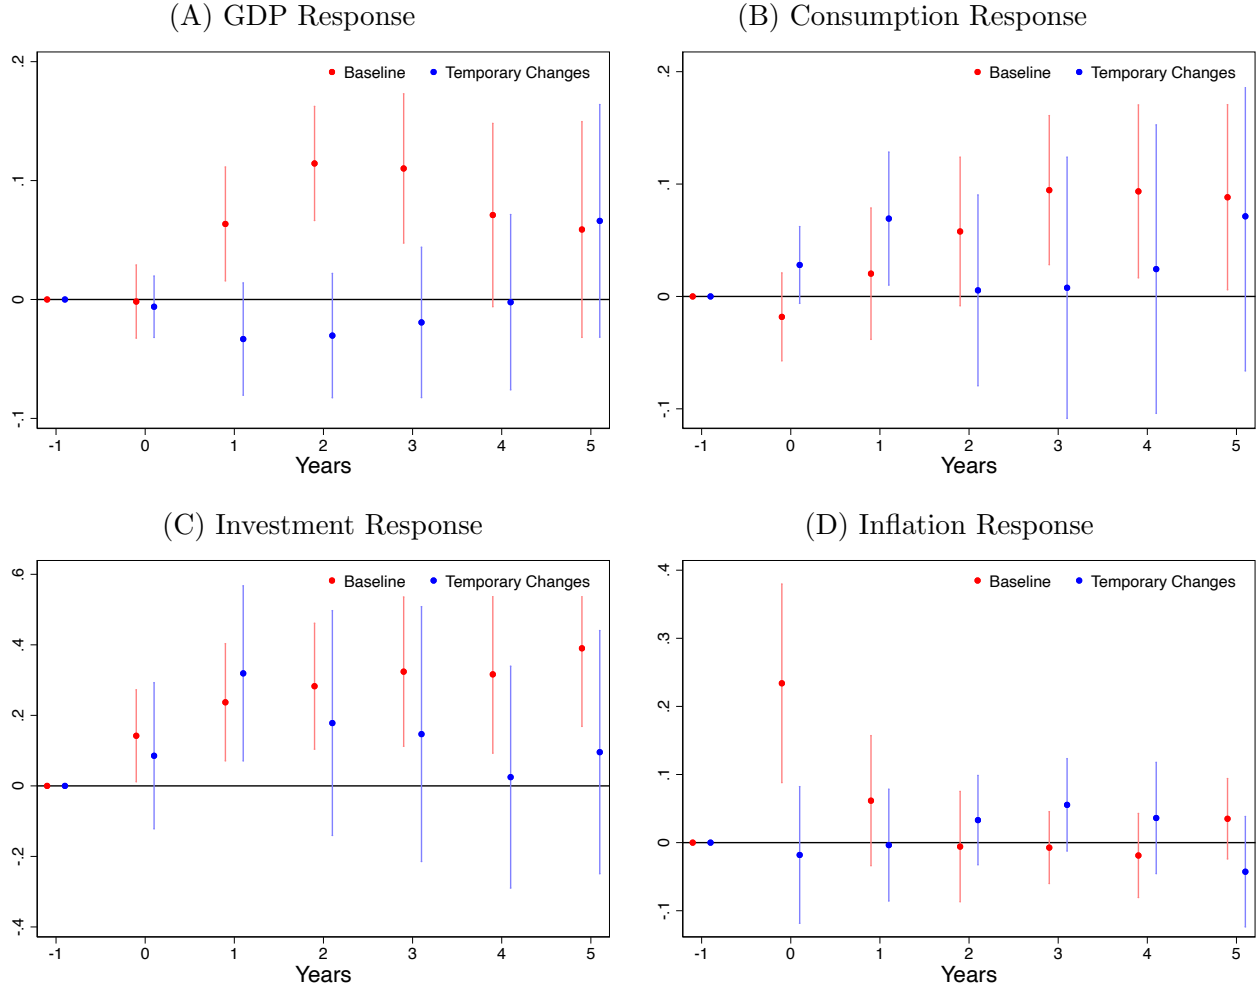 (A) GDP Response
Baseline Temporary Changes
.2
.1
0
-.1
-1 0 1 2 3 4 5
Years
(B) Consumption Response
Baseline Temporary Changes
.2
.1
0
-.1
-1 0 1 2 3 4 5
Years
(C) Investment Response
Baseline Temporary Changes
.6
.4
.2
0
-.2
-.4
-1 0 1 2 3 4 5
Years
(D) Inflation Response
Baseline Temporary Changes
.4
.3
.2
.1
0
-.1
-1 0 1 2 3 4 5
Years